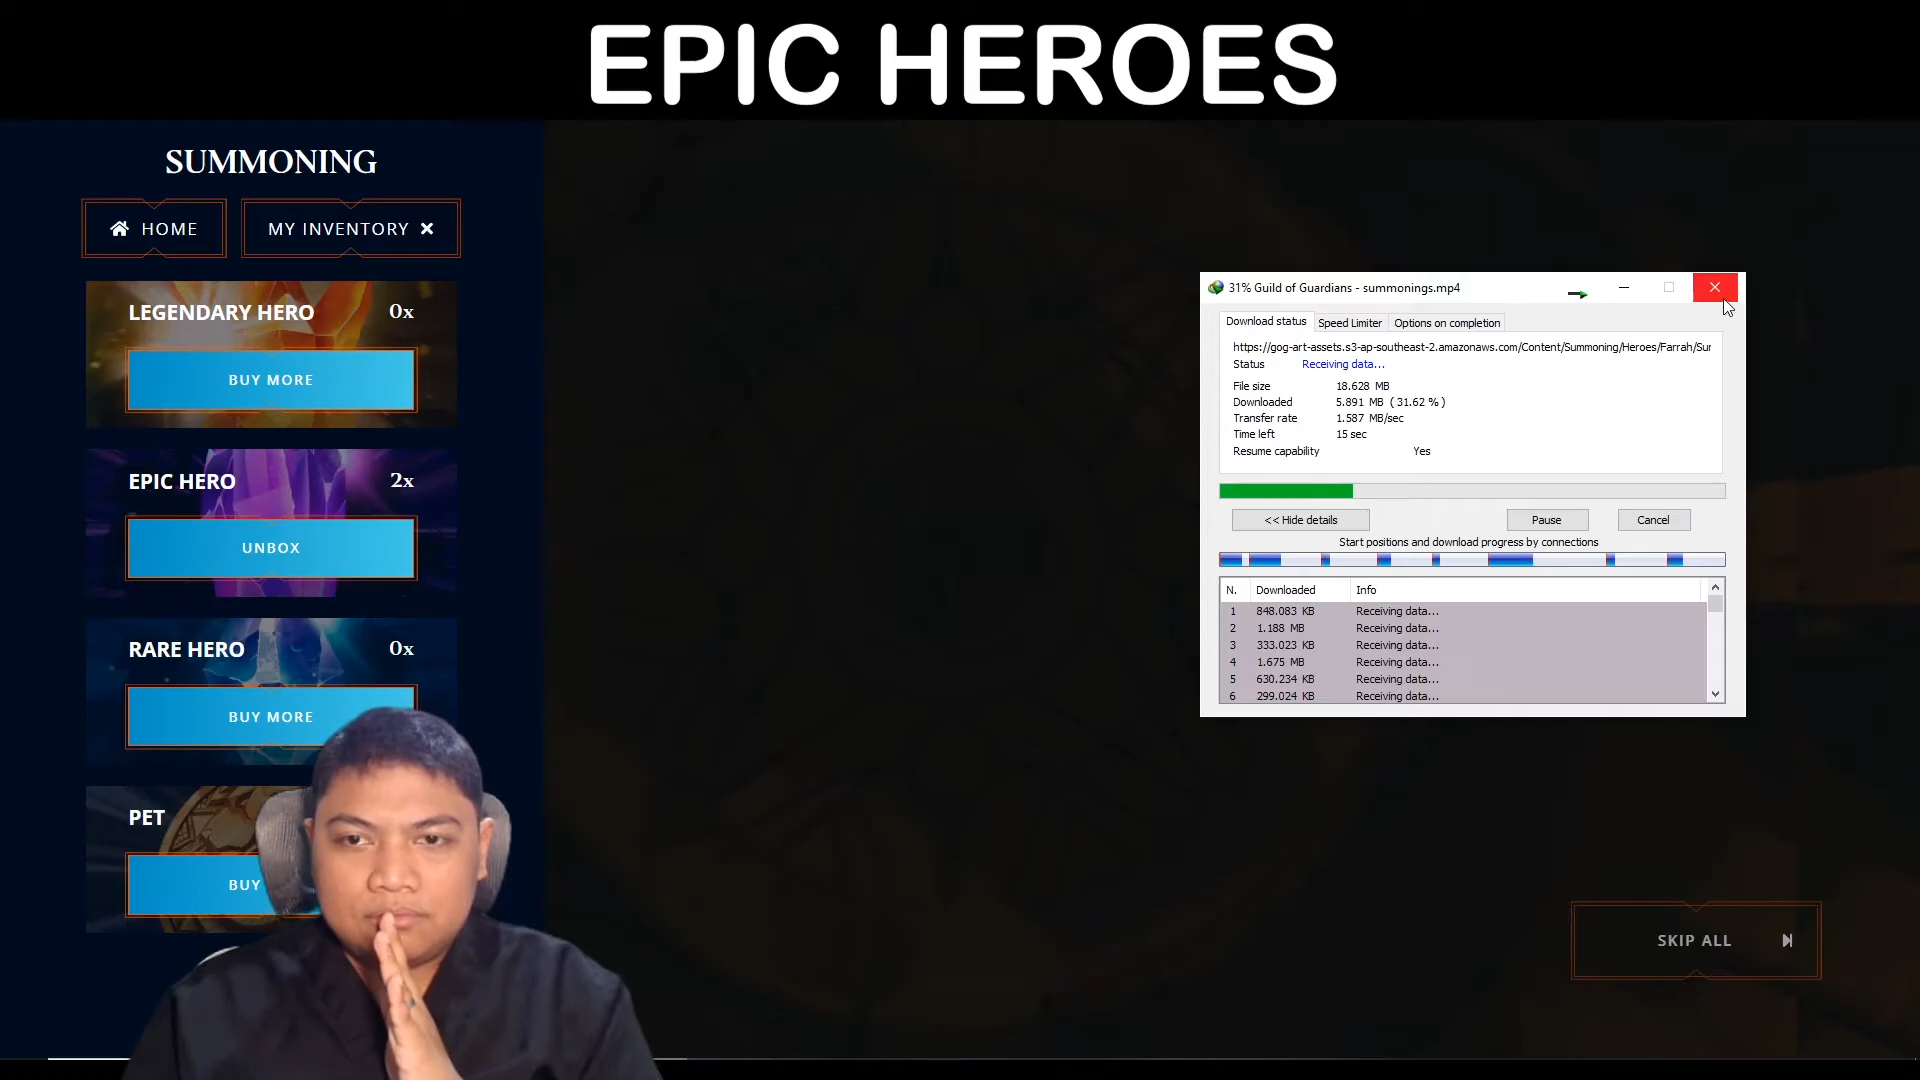 EPIC HEROES
SUMMONING
HOME
MY INVENTORY
LEGENDARY HERO 0x
BUY MORE
EPIC HERO 2x
UNBOX
RARE HERO 0x
BUY MORE
PET
BUY
31% Guild of Guardians - summonings.mp4
Download status Speed Limiter Options on completion
https://gog-art-assets.s3-ap-southeast-2.amazonaws.com/Content/Summoning/Heroes/Farrah/Sur
Status Receiving data...
File size 18.628 MB
Downloaded 5.891 MB ( 31.62 % )
Transfer rate 1.587 MB/sec
Time left 15 sec
Resume capability Yes
<< Hide details Pause Cancel
Start positions and download progress by connections
N. Downloaded Info
1 848.083 KB Receiving data...
2 1.188 MB Receiving data...
3 333.023 KB Receiving data...
4 1.675 MB Receiving data...
5 630.234 KB Receiving data...
6 299.024 KB Receiving data...
SKIP ALL